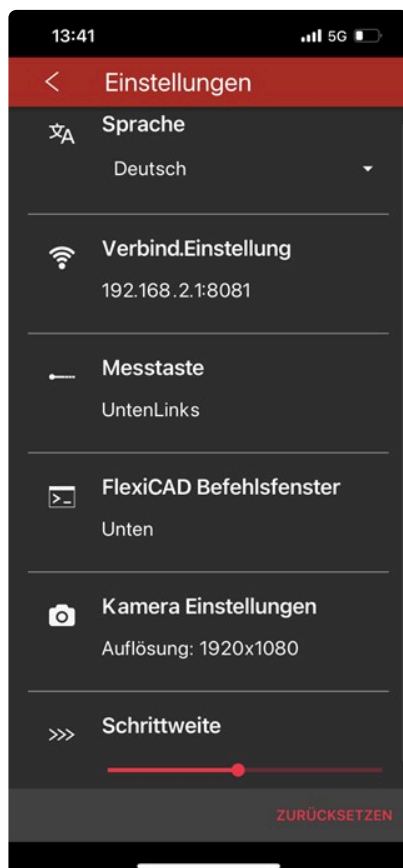 13:41
5G
Einstellungen
Sprache
Deutsch
Verbind.Einstellung
192.168.2.1:8081
Messtaste
UntenLinks
FlexiCAD Befehlsfenster
Unten
Kamera Einstellungen
Auflösung: 1920x1080
Schrittweite
ZURÜCKSETZEN